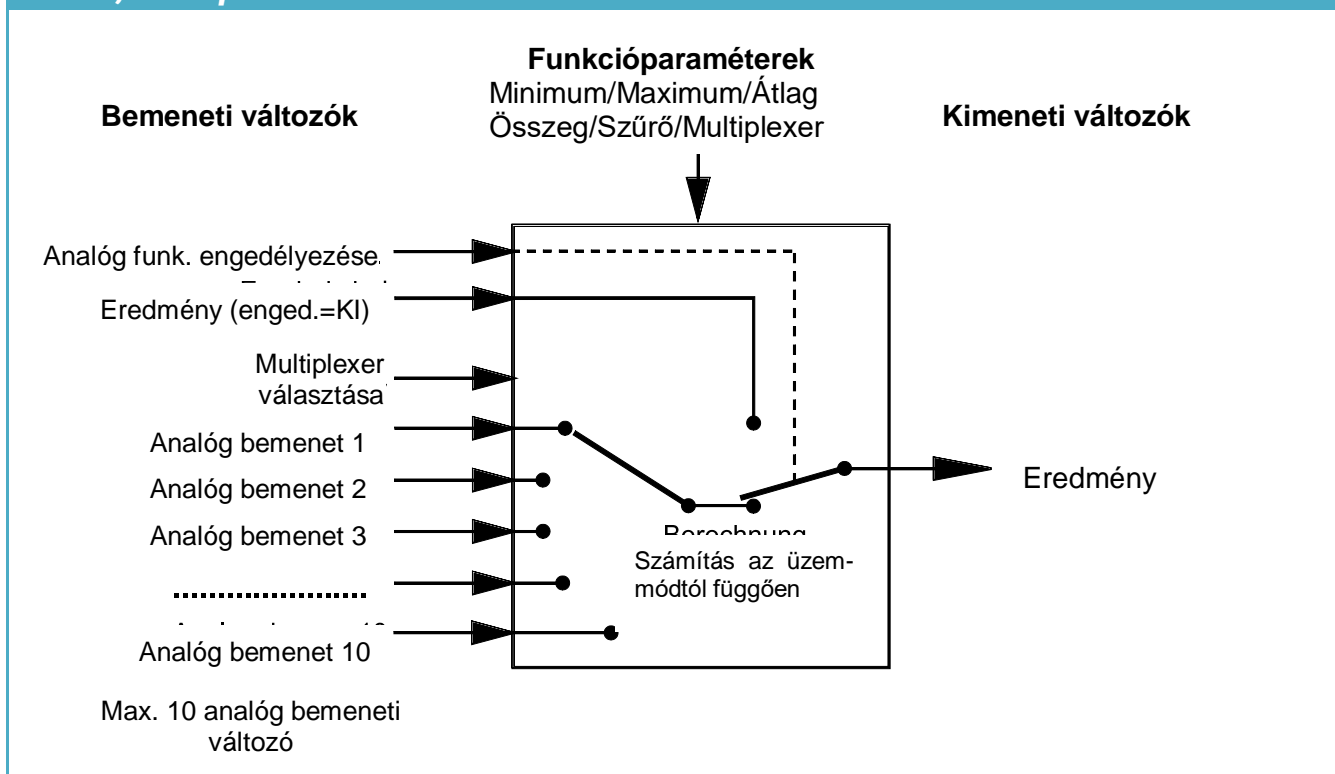 Funkcióparaméterek
Minimum/Maximum/Átlag
Összeg/Szűrő/Multiplexer
Bemeneti változók
Kimeneti változók
Analóg funk. engedélyezése
Eredmény (enged.=KI)
Multiplexer
választása
Analóg bemenet 1
Analóg bemenet 2
Analóg bemenet 3
.....................
Analóg bemenet 10
Max. 10 analóg bemeneti
változó
Berechnung
Számítás az üzem-
módtól függően
Eredmény